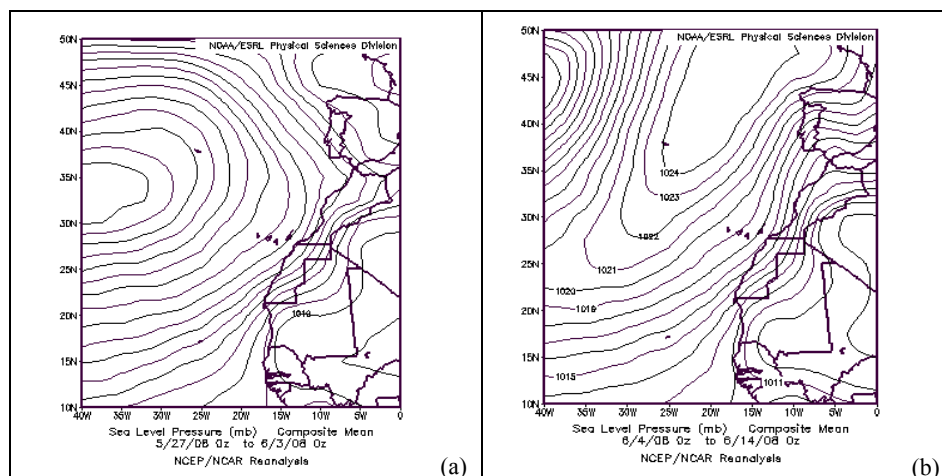 NOAA/ESRL Physical Sciences Division
50N
45N
40N
35N
30N
25N
20N
15N
10N
1010
40W 35W 30W 25W 20W 15W 10W 5W 0
Sea Level Pressure (mb) Composite Mean
5/27/08 0z to 6/3/08 0z
NCEP/NCAR Reanalysis
(a)
NOAA/ESRL Physical Sciences Division
50N
45N
40N
35N
30N
25N
20N
15N
10N
1024
1023
1022
1021
1020
1019
1015
1011
40W 35W 30W 25W 20W 15W 10W 5W 0
Sea Level Pressure (mb) Composite Mean
6/4/08 0z to 6/14/08 0z
NCEP/NCAR Reanalysis
(b)